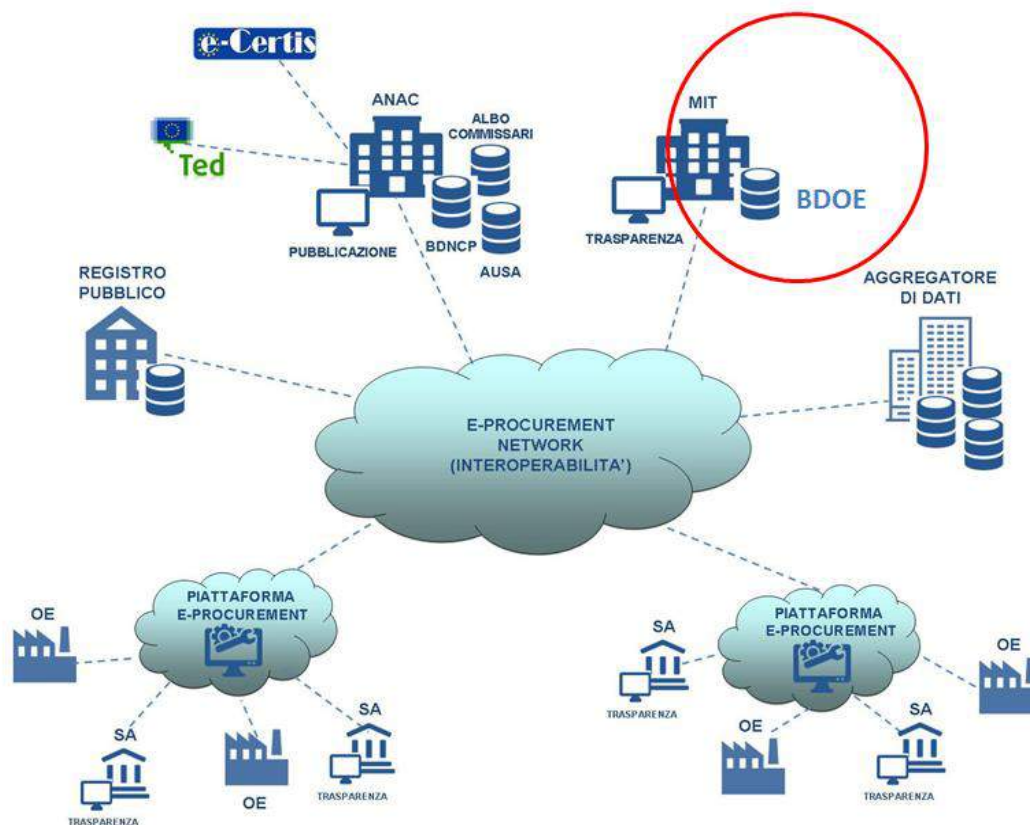 e-Certis
Ted
ANAC
ALBO
COMMISSARI
PUBBLICAZIONE
BDNCP
AUSA
MIT
BDOE
TRASPARENZA
REGISTRO
PUBBLICO
AGGREGATORE
DI DATI
E-PROCUREMENT
NETWORK
(INTEROPERABILITA')
PIATTAFORMA
E-PROCUREMENT
OE
SA
TRASPARENZA
OE
SA
TRASPARENZA
PIATTAFORMA
E-PROCUREMENT
SA
TRASPARENZA
OE
OE
SA
TRASPARENZA